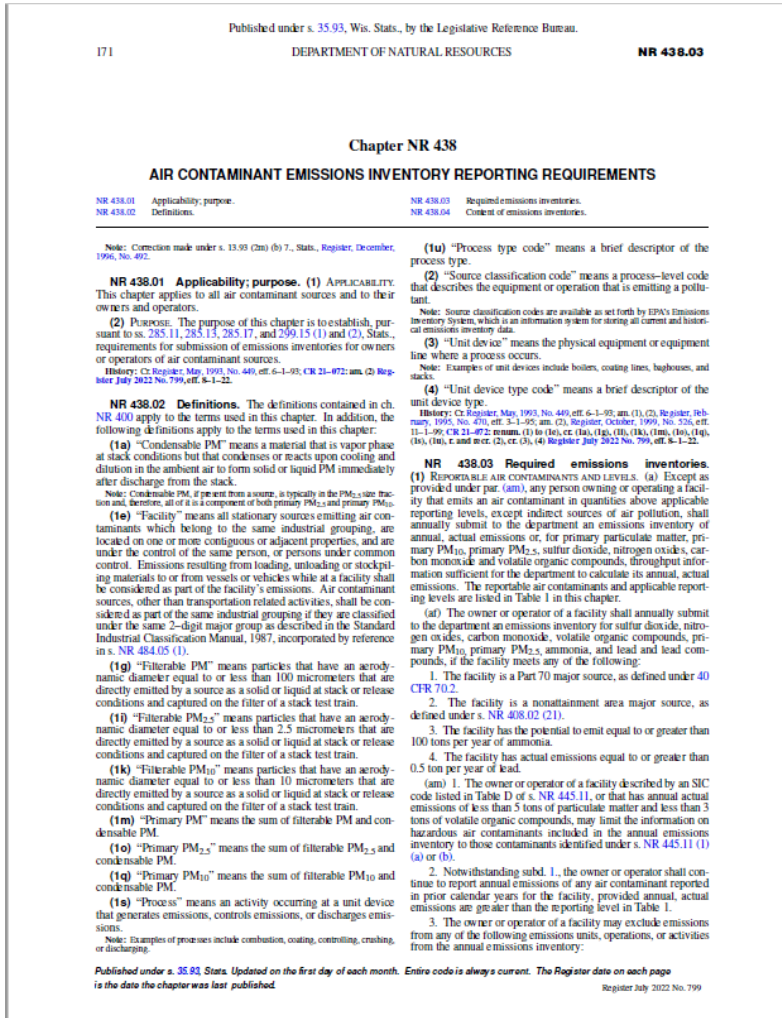 Published under s. 35.93, Wis. Stats., by the Legislative Reference Bureau.
171
DEPARTMENT OF NATURAL RESOURCES
NR 438.03
Chapter NR 438
AIR CONTAMINANT EMISSIONS INVENTORY REPORTING REQUIREMENTS
NR 438.01 Applicability; purpose.
NR 438.02 Definitions.
NR 438.03 Required emissions inventories.
NR 438.04 Content of emissions inventories.
Note: Correction made under s. 13.93 (2m) (b) 7., Stats., Register, December,
1996, No. 492.
NR 438.01 Applicability; purpose. (1) APPLICABILITY.
This chapter applies to all air contaminant sources and to their
owners and operators.
(2) PURPOSE. The purpose of this chapter is to establish, pur-
suant to ss. 285.11, 285.13, 285.17, and 299.15 (1) and (2), Stats.,
requirements for submission of emissions inventories for owners
or operators of air contaminant sources.
History: Cr. Register, May, 1993, No. 449, eff. 6-1-93; CR 21-072: am. (2) Reg-
ister July 2022 No. 799, eff. 8-1-22.
NR 438.02 Definitions. The definitions contained in ch.
NR 400 apply to the terms used in this chapter. In addition, the
following definitions apply to the terms used in this chapter:
(1a) “Condensable PM” means a material that is vapor phase
at stack conditions but that condenses or reacts upon cooling and
dilution in the ambient air to form solid or liquid PM immediately
after discharge from the stack.
Note: Condensable PM, if present from a source, is typically in the PM2.5 size frac-
tion and, therefore, all of it is a component of both primary PM2.5 and primary PM10.
(1e) “Facility” means all stationary sources emitting air con-
taminants which belong to the same industrial grouping, are
located on one or more contiguous or adjacent properties, and are
under the control of the same person, or persons under common
control. Emissions resulting from loading, unloading or stockpil-
ing materials to or from vessels or vehicles while at a facility shall
be considered as part of the facility’s emissions. Air contaminant
sources, other than transportation related activities, shall be con-
sidered as part of the same industrial grouping if they are classified
under the same 2-digit major group as described in the Standard
Industrial Classification Manual, 1987, incorporated by reference
in s. NR 484.05 (1).
(1g) “Filterable PM” means particles that have an aerody-
namic diameter equal to or less than 100 micrometers that are
directly emitted by a source as a solid or liquid at stack or release
conditions and captured on the filter of a stack test train.
(1i) “Filterable PM2.5” means particles that have an aerody-
namic diameter equal to or less than 2.5 micrometers that are
directly emitted by a source as a solid or liquid at stack or release
conditions and captured on the filter of a stack test train.
(1k) “Filterable PM10” means particles that have an aerody-
namic diameter equal to or less than 10 micrometers that are
directly emitted by a source as a solid or liquid at stack or release
conditions and captured on the filter of a stack test train.
(1m) “Primary PM” means the sum of filterable PM and con-
densable PM.
(1o) “Primary PM2.5” means the sum of filterable PM2.5 and
condensable PM.
(1q) “Primary PM10” means the sum of filterable PM10 and
condensable PM.
(1s) “Process” means an activity occurring at a unit device
that generates emissions, controls emissions, or discharges emis-
sions.
Note: Examples of processes include combustion, coating, controlling, crushing,
or discharging.
(1u) “Process type code” means a brief descriptor of the
process type.
(2) “Source classification code” means a process-level code
that describes the equipment or operation that is emitting a pollu-
tant.
Note: Source classification codes are available as set forth by EPA’s Emissions
Inventory System, which is an information system for storing all current and histori-
cal emissions inventory data.
(3) “Unit device” means the physical equipment or equipment
line where a process occurs.
Note: Examples of unit devices include boilers, coating lines, baghouses, and
stacks.
(4) “Unit device type code” means a brief descriptor of the
unit device type.
History: Cr. Register, May, 1993, No. 449, eff. 6-1-93; am. (1), (2), Register, Feb-
ruary, 1995, No. 470, eff. 3-1-95; am. (2), Register, October, 1999, No. 526, eff.
11-1-99; CR 21-072: renum. (1) to (1e), cr. (1a), (1g), (1i), (1k), (1m), (1o), (1q),
(1s), (1u), r. and recr. (2), cr. (3), (4) Register July 2022 No. 799, eff. 8-1-22.
NR 438.03 Required emissions inventories.
(1) REPORTABLE AIR CONTAMINANTS AND LEVELS. (a) Except as
provided under par. (am), any person owning or operating a facil-
ity that emits an air contaminant in quantities above applicable
reporting levels, except indirect sources of air pollution, shall
annually submit to the department an emissions inventory of
annual, actual emissions or, for primary particulate matter, pri-
mary PM10, primary PM2.5, sulfur dioxide, nitrogen oxides, car-
bon monoxide and volatile organic compounds, throughput infor-
mation sufficient for the department to calculate its annual, actual
emissions. The reportable air contaminants and applicable report-
ing levels are listed in Table 1 in this chapter.
(af) The owner or operator of a facility shall annually submit
to the department an emissions inventory for sulfur dioxide, nitro-
gen oxides, carbon monoxide, volatile organic compounds, pri-
mary PM10, primary PM2.5, ammonia, and lead and lead com-
pounds, if the facility meets any of the following:
1. The facility is a Part 70 major source, as defined under 40
CFR 70.2.
2. The facility is a nonattainment area major source, as
defined under s. NR 408.02 (21).
3. The facility has the potential to emit equal to or greater than
100 tons per year of ammonia.
4. The facility has actual emissions equal to or greater than
0.5 ton per year of lead.
(am) 1. The owner or operator of a facility described by an SIC
code listed in Table D of s. NR 445.11, or that has annual actual
emissions of less than 5 tons of particulate matter and less than 3
tons of volatile organic compounds, may limit the information on
hazardous air contaminants included in the annual emissions
inventory to those contaminants identified under s. NR 445.11 (1)
(a) or (b).
2. Notwithstanding subd. 1., the owner or operator shall con-
tinue to report annual emissions of any air contaminant reported
in prior calendar years for the facility, provided annual, actual
emissions are greater than the reporting level in Table 1.
3. The owner or operator of a facility may exclude emissions
from any of the following emissions units, operations, or activities
from the annual emissions inventory:
Published under s. 35.93, Stats. Updated on the first day of each month. Entire code is always current. The Register date on each page
is the date the chapter was last published.
Register July 2022 No. 799